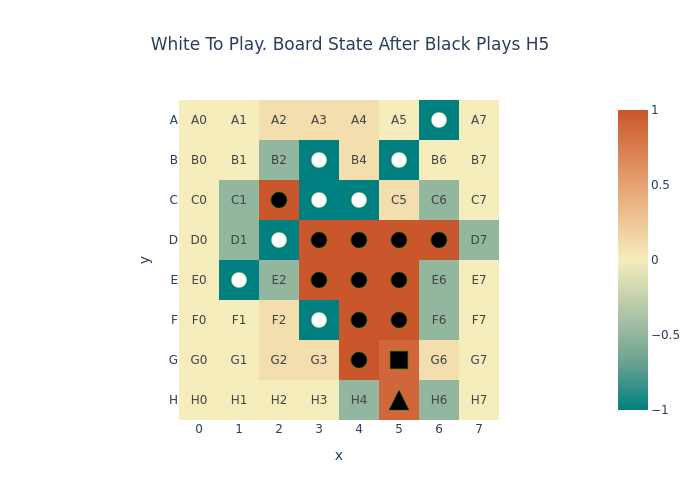 White To Play. Board State After Black Plays H5
A A0 A1 A2 A3 A4 A5 A7
B B0 B1 B2 B4 B6 B7
C C0 C1 C5 C6 C7
D D0 D1 D7
E E0 E2 E6 E7
F F0 F1 F2 F6 F7
G G0 G1 G2 G3 G6 G7
H H0 H1 H2 H3 H4 H6 H7
0 1 2 3 4 5 6 7
x
y
1
0.5
0
−0.5
−1